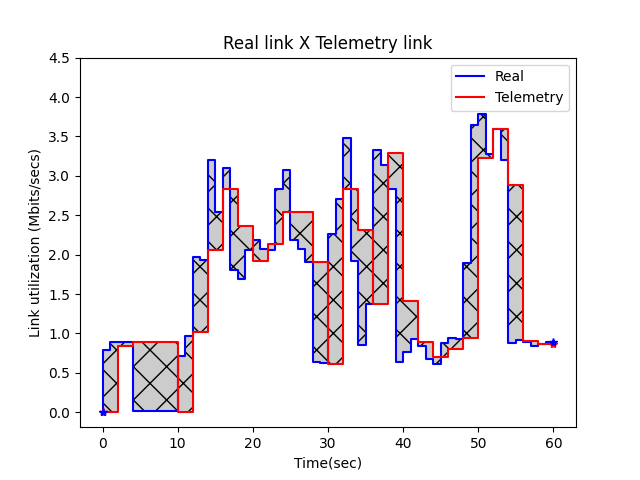 Real link X Telemetry link
Real
Telemetry
Link utilization (Mbits/secs)
4.5
4.0
3.5
3.0
2.5
2.0
1.5
1.0
0.5
0.0
0 10 20 30 40 50 60
Time(sec)